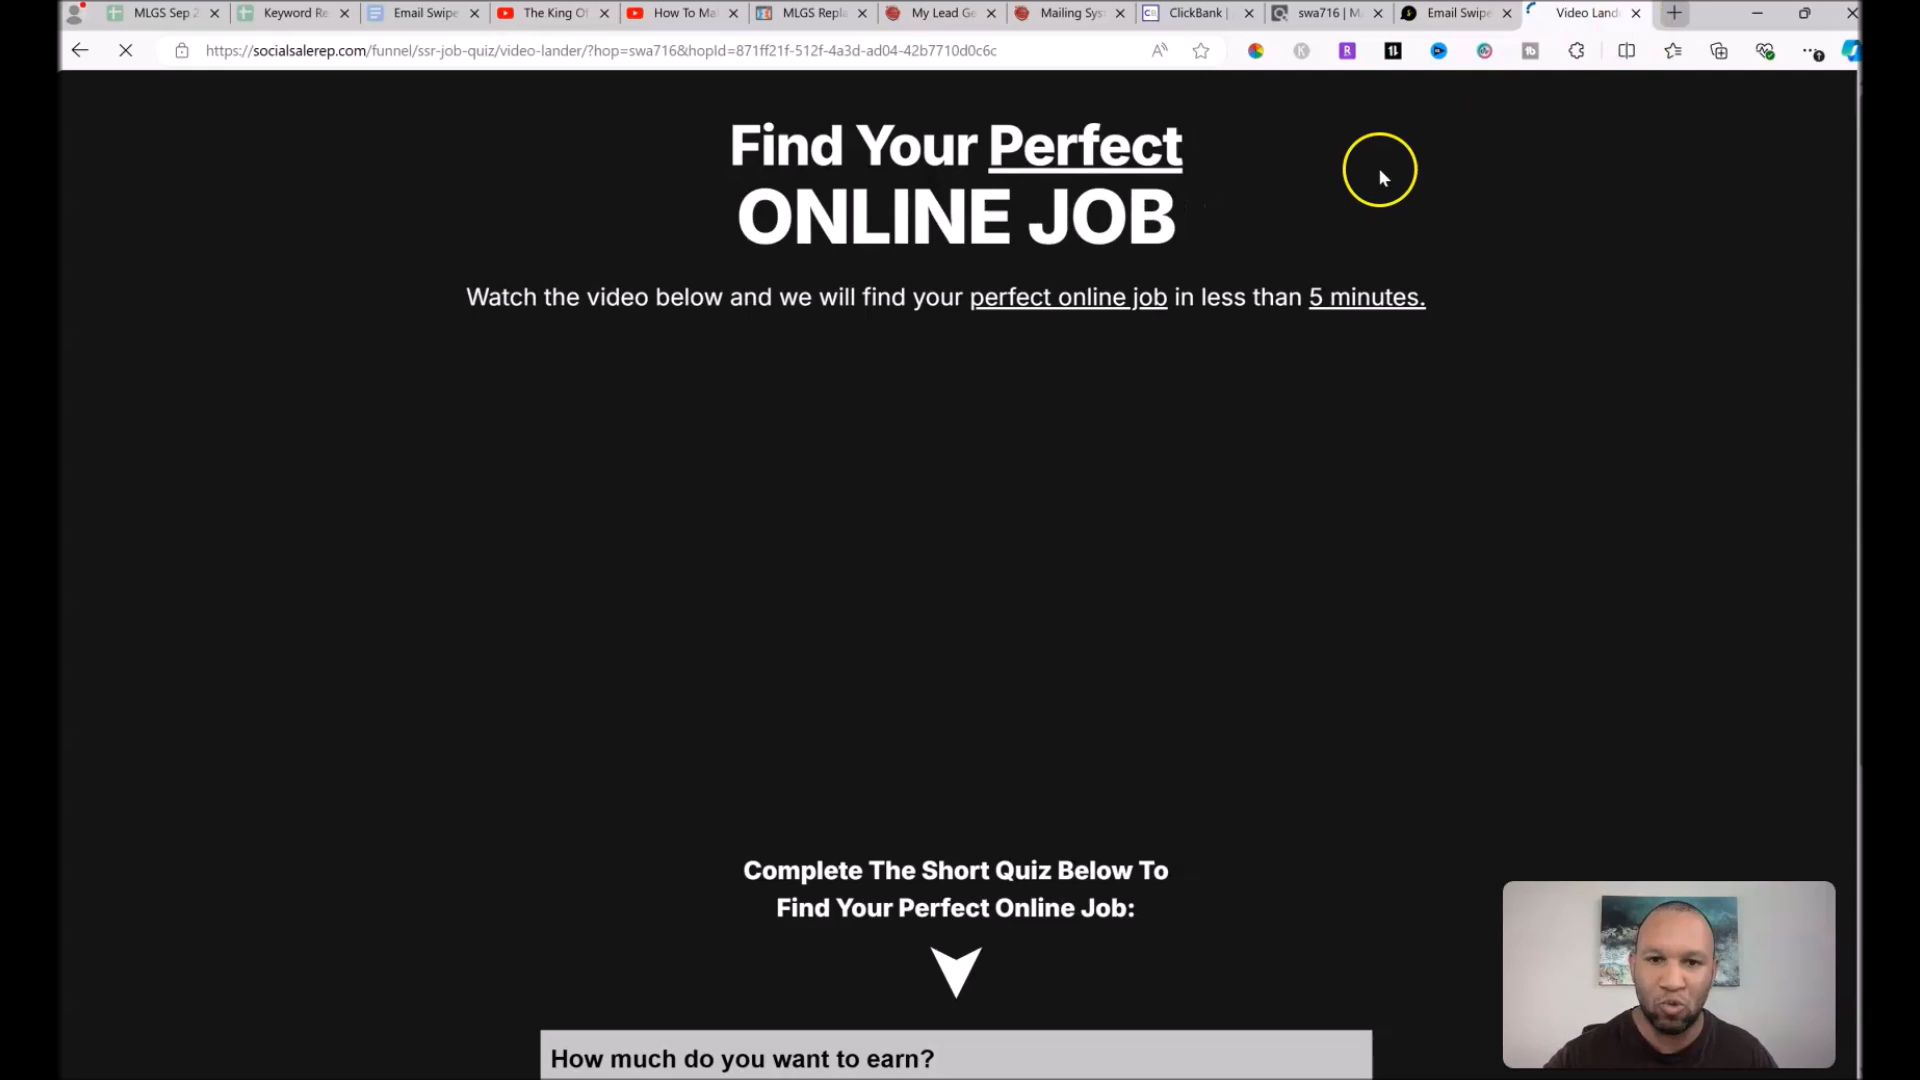 MLGS Sep 2
Keyword Re
Email Swipe
The King Of
How To Ma
MLGS Repla
My Lead Ge
Mailing Sys
ClickBank |
swa716 | M
Email Swipe
Video Land
https://socialsalerep.com/funnel/ssr-job-quiz/video-lander/?hop=swa716&hopId=871ff21f-512f-4a3d-ad04-42b7710d0c6c
Find Your Perfect
ONLINE JOB
Watch the video below and we will find your perfect online job in less than 5 minutes.
Complete The Short Quiz Below To
Find Your Perfect Online Job:
How much do you want to earn?